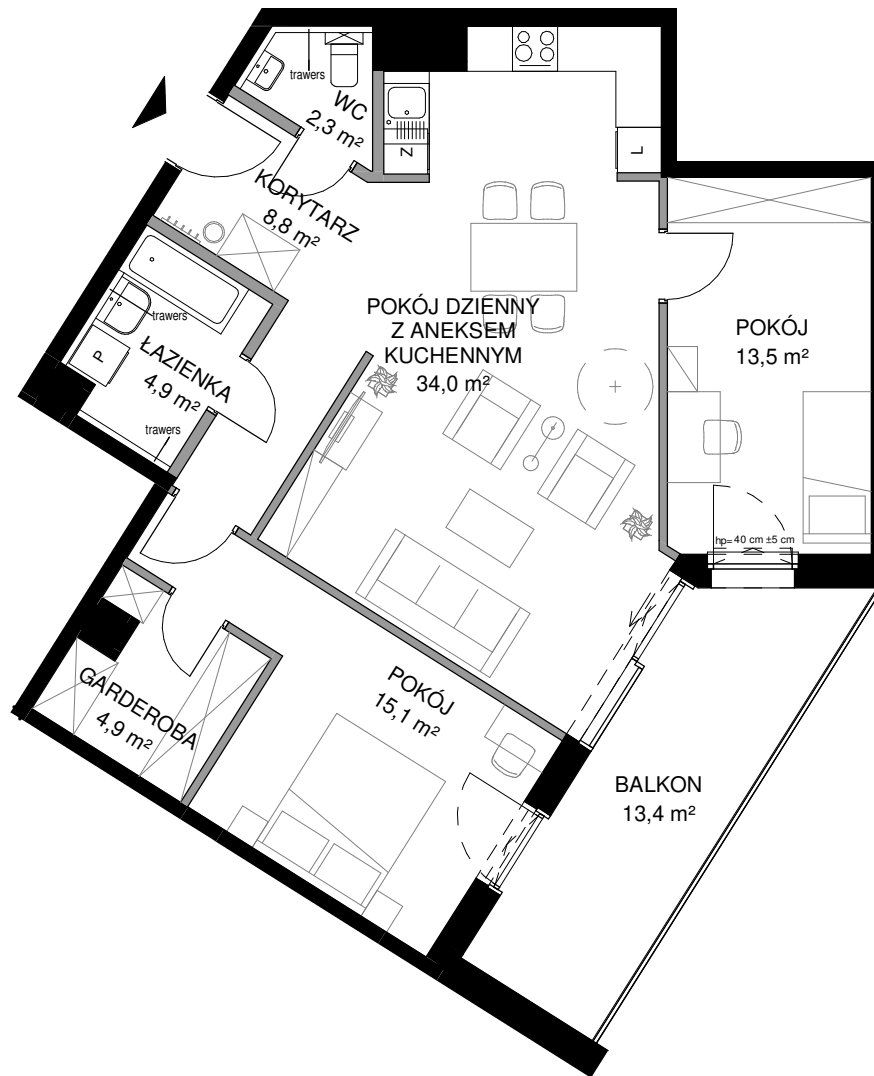 trawers
WC
2,3 m²
Z
L
KORYTARZ
8,8 m²
POKÓJ DZIENNY
Z ANEKSEM
KUCHENNYM
34,0 m²
POKÓJ
13,5 m²
trawers
P
ŁAZIENKA
4,9 m²
trawers
hp= 40 cm ±5 cm
GARDEROBA
4,9 m²
POKÓJ
15,1 m²
BALKON
13,4 m²